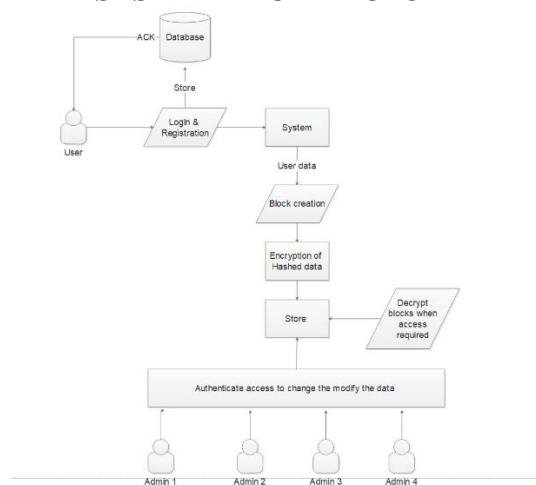 ACK
Database
Store
Login &
Registration
System
User
User data
Block creation
Encryption of
Hashed data
Store
Decrypt
blocks when
access
required
Authenticate access to change the modify the data
Admin 1
Admin 2
Admin 3
Admin 4